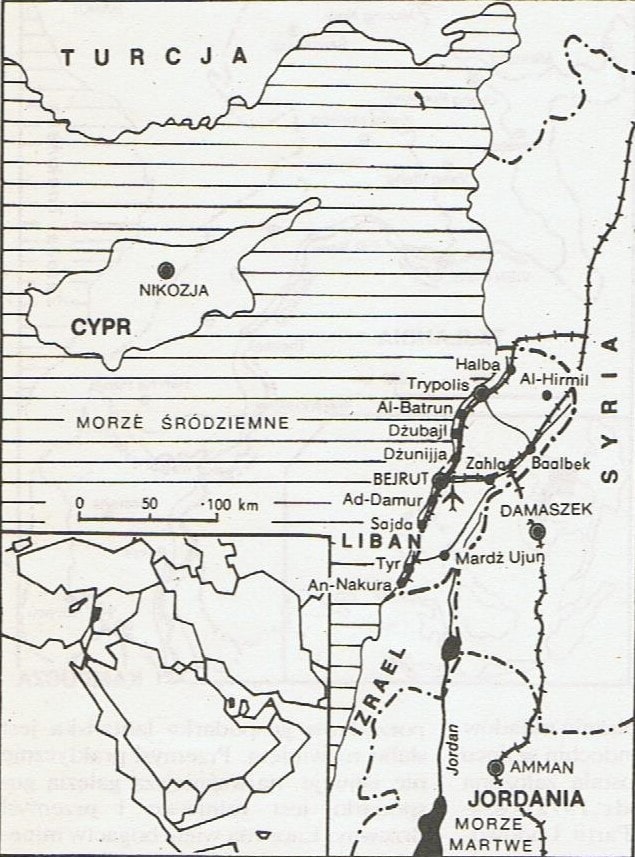 TURCJA
NIKOZJA
CYPR
MORZE ŚRÓDZIEMNE
0 50 100 km
Halba
Trypolis
Al-Hirmil
Al-Batrun
Dżubajl
Dżunijja
Zahla
Baalbek
BEJRUT
Ad-Damur
DAMASZEK
Sajda
LIBAN
SYRIA
Tyr
Mardż Ujun
An-Nakura
IZRAEL
Jordan
AMMAN
JORDANIA
MORZE
MARTWE